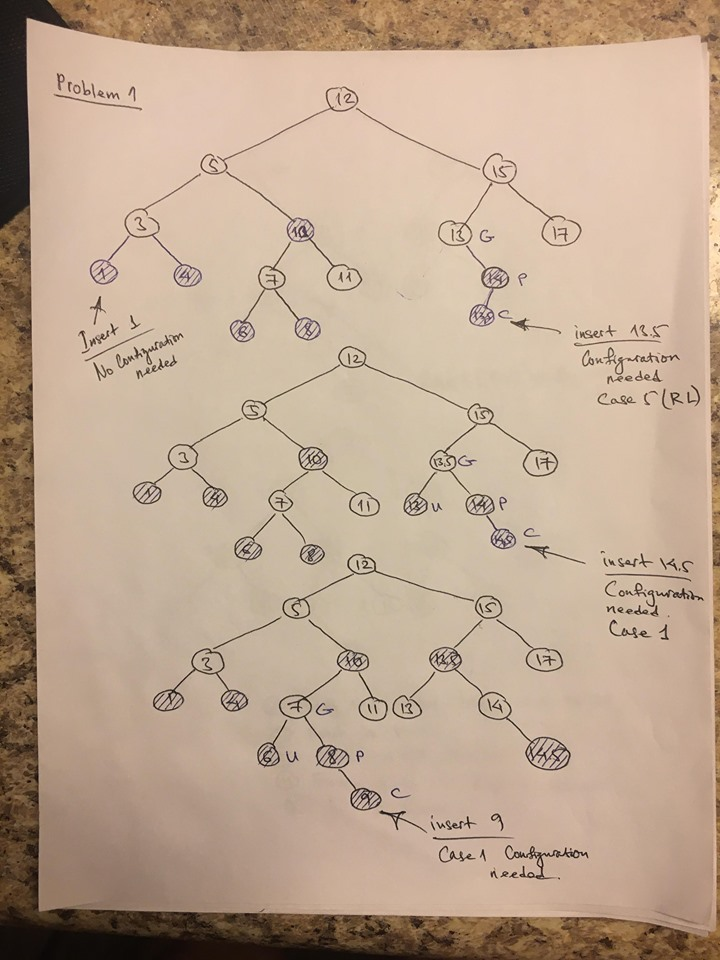 Problem 1
12
5 15
3 10 13 G 17
1 4 7 11 14 P
6 8 13.5 C
Insert 1
No Configuration
needed
insert 13.5
Configuration
needed
Case 5 (RL)
12
5 15
3 10 13.5 G 17
1 4 7 11 13 U 14 P
6 8 14.5 C
insert 14.5
Configuration
needed.
Case 1
12
5 15
3 10 13.5 17
1 4 7 G 11 13 14
6 U 8 P 14.5
9 C
insert 9
Case 1 Configuration
needed.